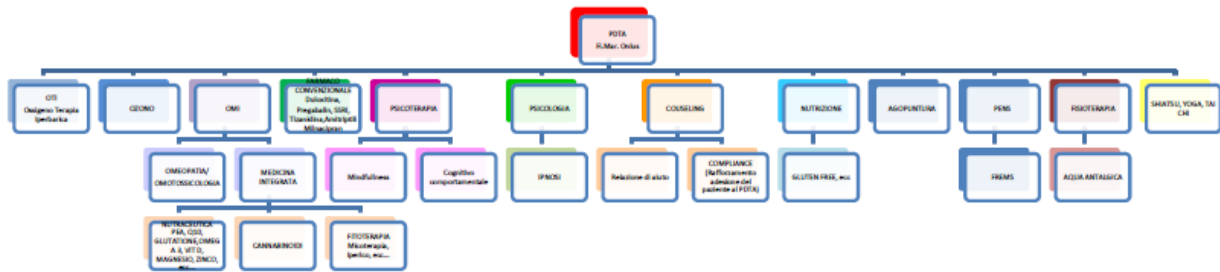 PDTA
Fi.Mar. Onlus
OTI
Ossigeno Terapia
Iperbarica
OZONO
OMI
FARMACO
CONVENZIONALE
Duloxitina,
Pregabalin, SSRI,
Tizanidina,Amitriptil
Milnacipran
PSICOTERAPIA
PSICOLOGIA
COUSELING
NUTRIZIONE
AGOPUNTURA
PENS
FISIOTERAPIA
SHIATSU, YOGA, TAI
CHI
OMEOPATIA/
OMOTOSSICOLOGIA
MEDICINA
INTEGRATA
Mindfullness
Cognitivo
comportamentale
IPNOSI
Relazione di aiuto
COMPLIANCE
(Rafforzamento
adesione del
paziente al PDTA)
GLUTEN FREE, ecc
FREMS
AQUA ANTALGICA
NUTRACEUTICA
PEA, Q10,
GLUTATIONE,OMEG
A 3, VIT D,
MAGNESIO, ZINCO,
ecc...
CANNABINOIDI
FITOTERAPIA
Micoterapia,
Iperico, ecc...